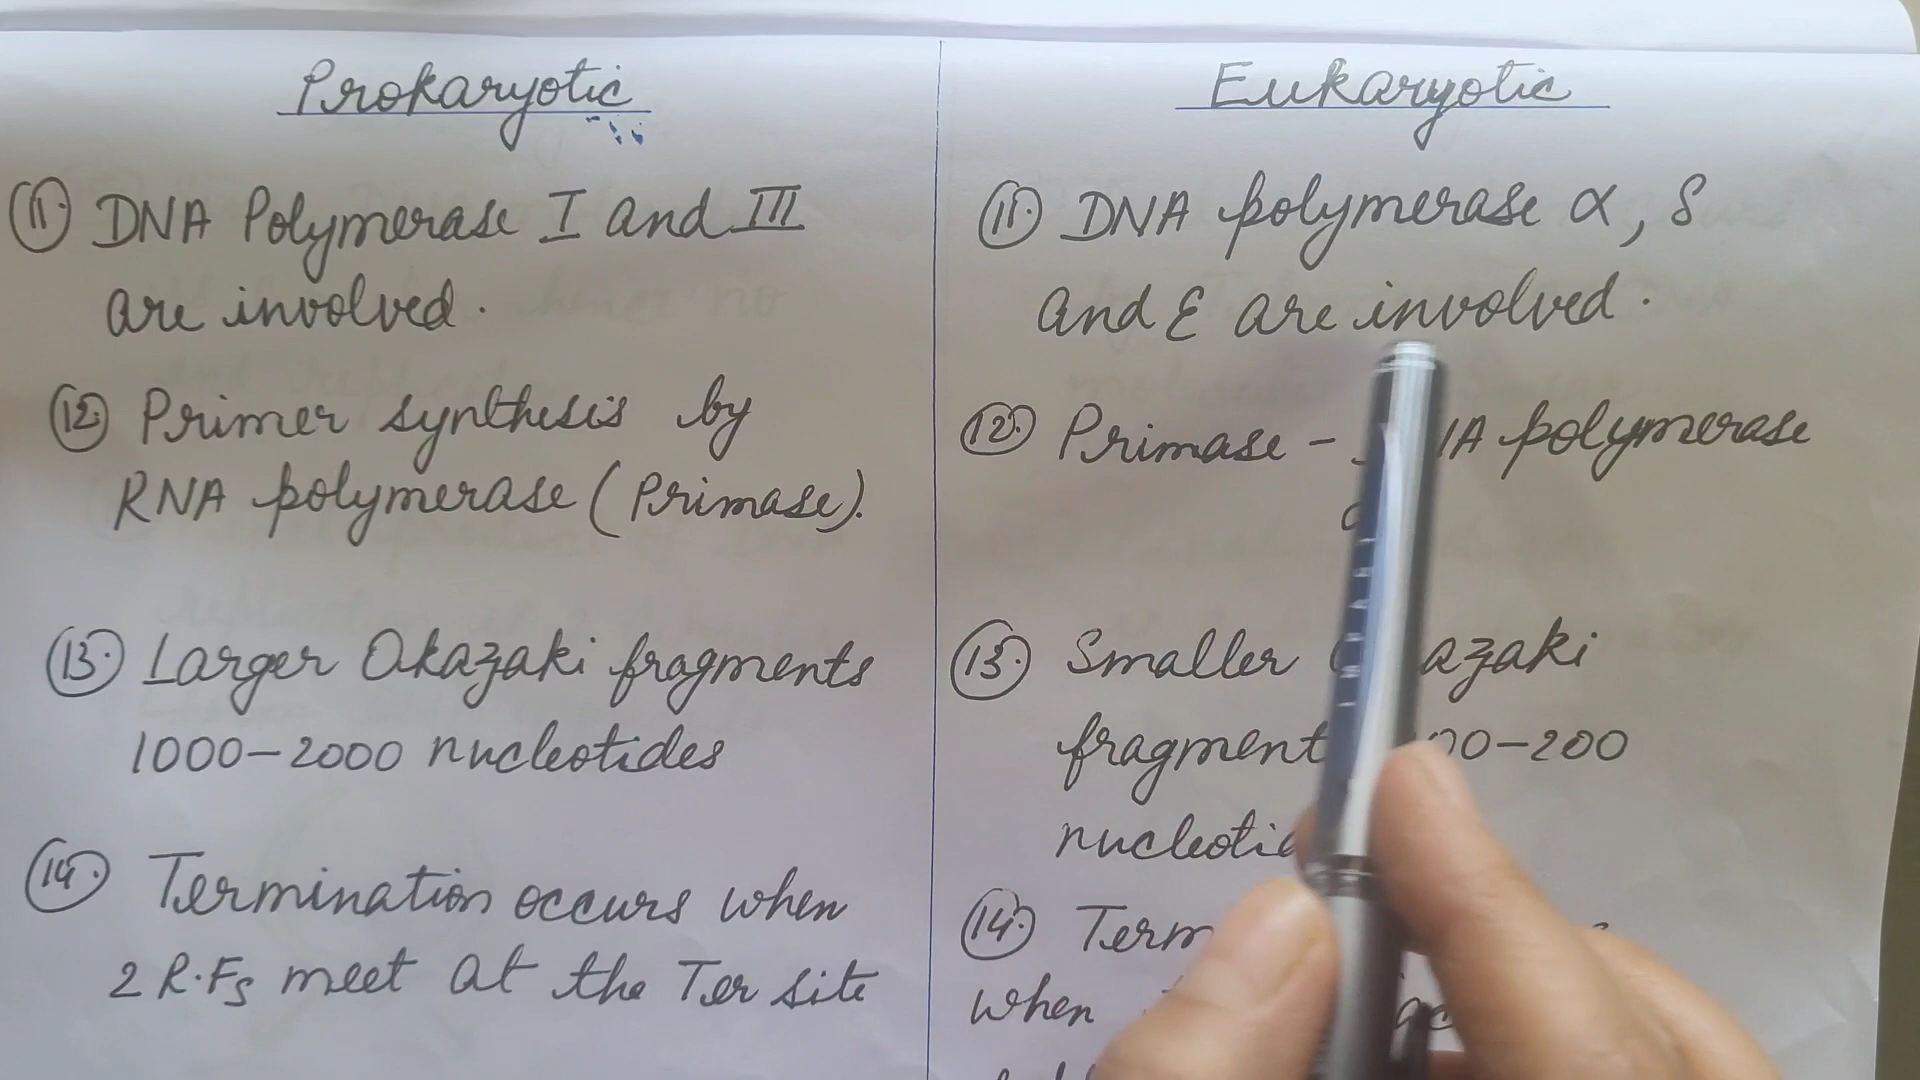 Prokaryotic
11. DNA Polymerase I and III
are involved.
12. Primer synthesis by
RNA polymerase (Primase).
13. Larger Okazaki fragments
1000-2000 nucleotides
14. Termination occurs when
2 R.Fs meet at the Ter site
Eukaryotic
11. DNA polymerase α, δ
and ε are involved.
12. Primase - polymerase
13. Smaller
-200
14.
when